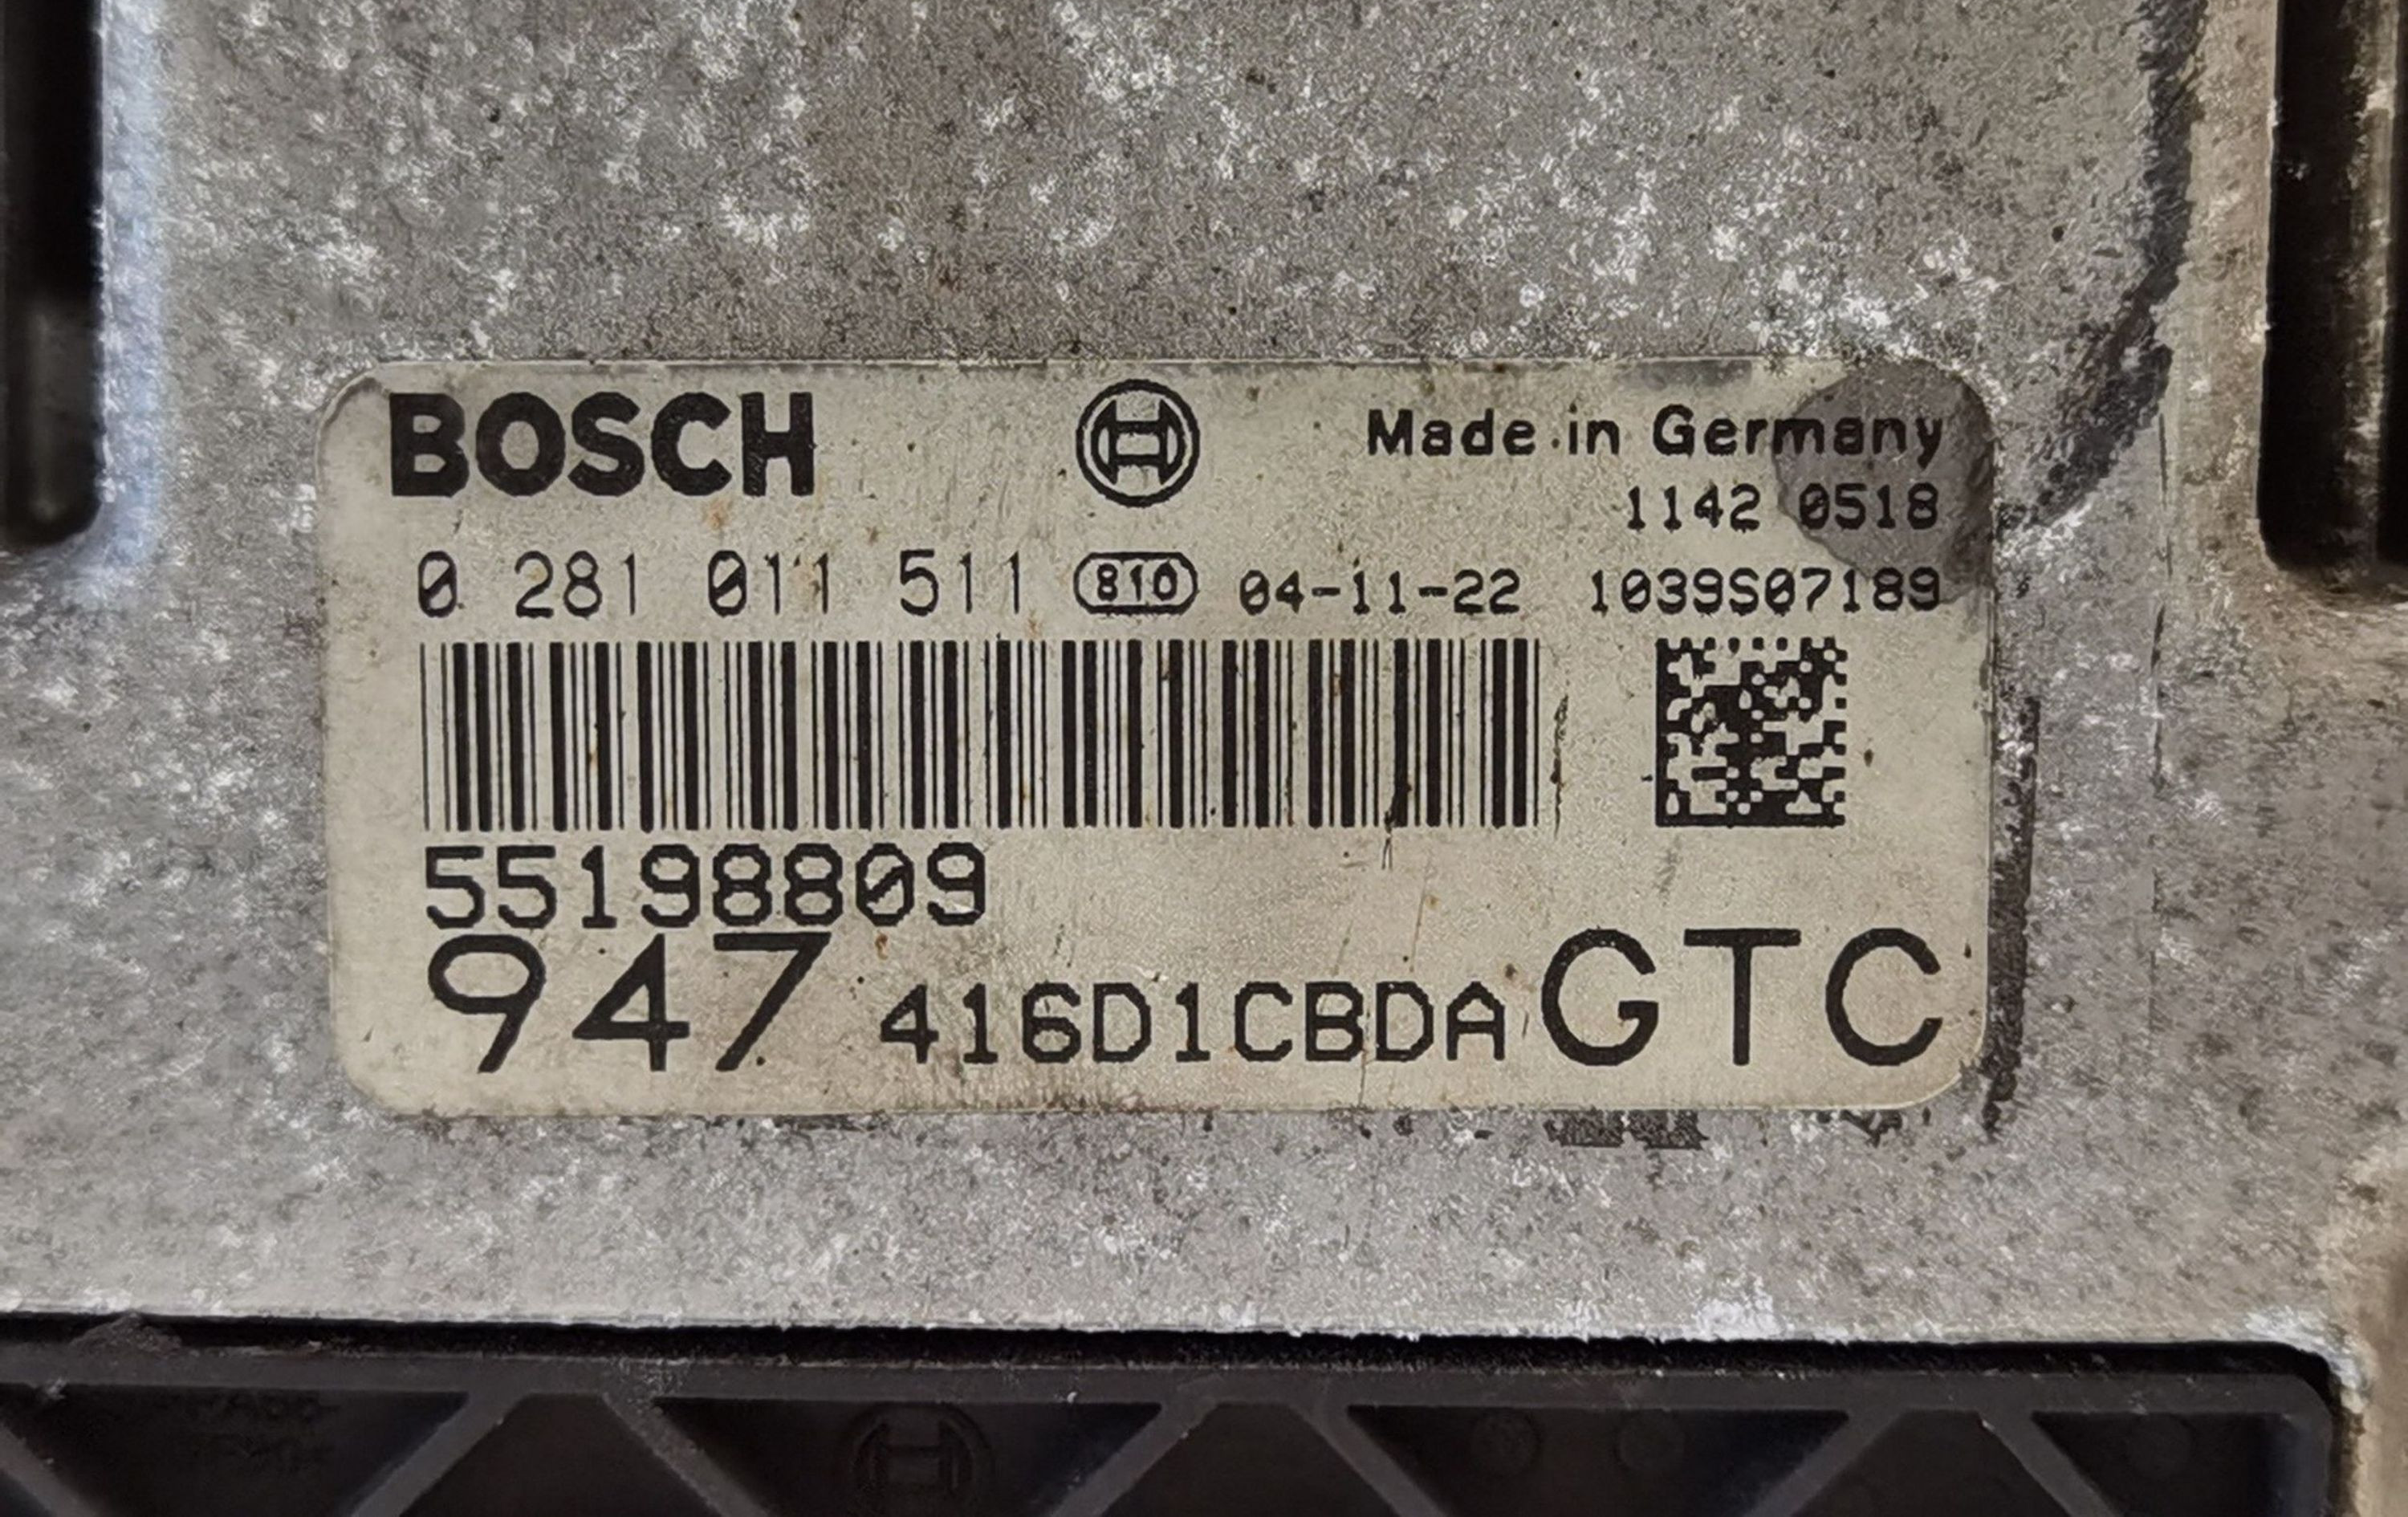 BOSCH Made in Germany
1142 0518
0 281 011 511 810 04-11-22 1039S07189
55198809
947 416D1CBDA GTC